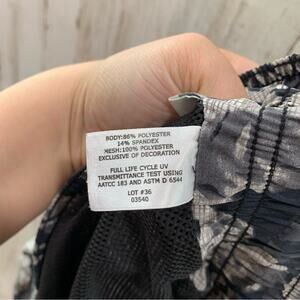 BODY:86% POLYESTER
14% SPANDEX
MESH:100% POLYESTER
EXCLUSIVE OF DECORATION
FULL LIFE CYCLE UV
TRANSMITTANCE TEST USING
AATCC 183 AND ASTM D 6544
LOT #36
03540